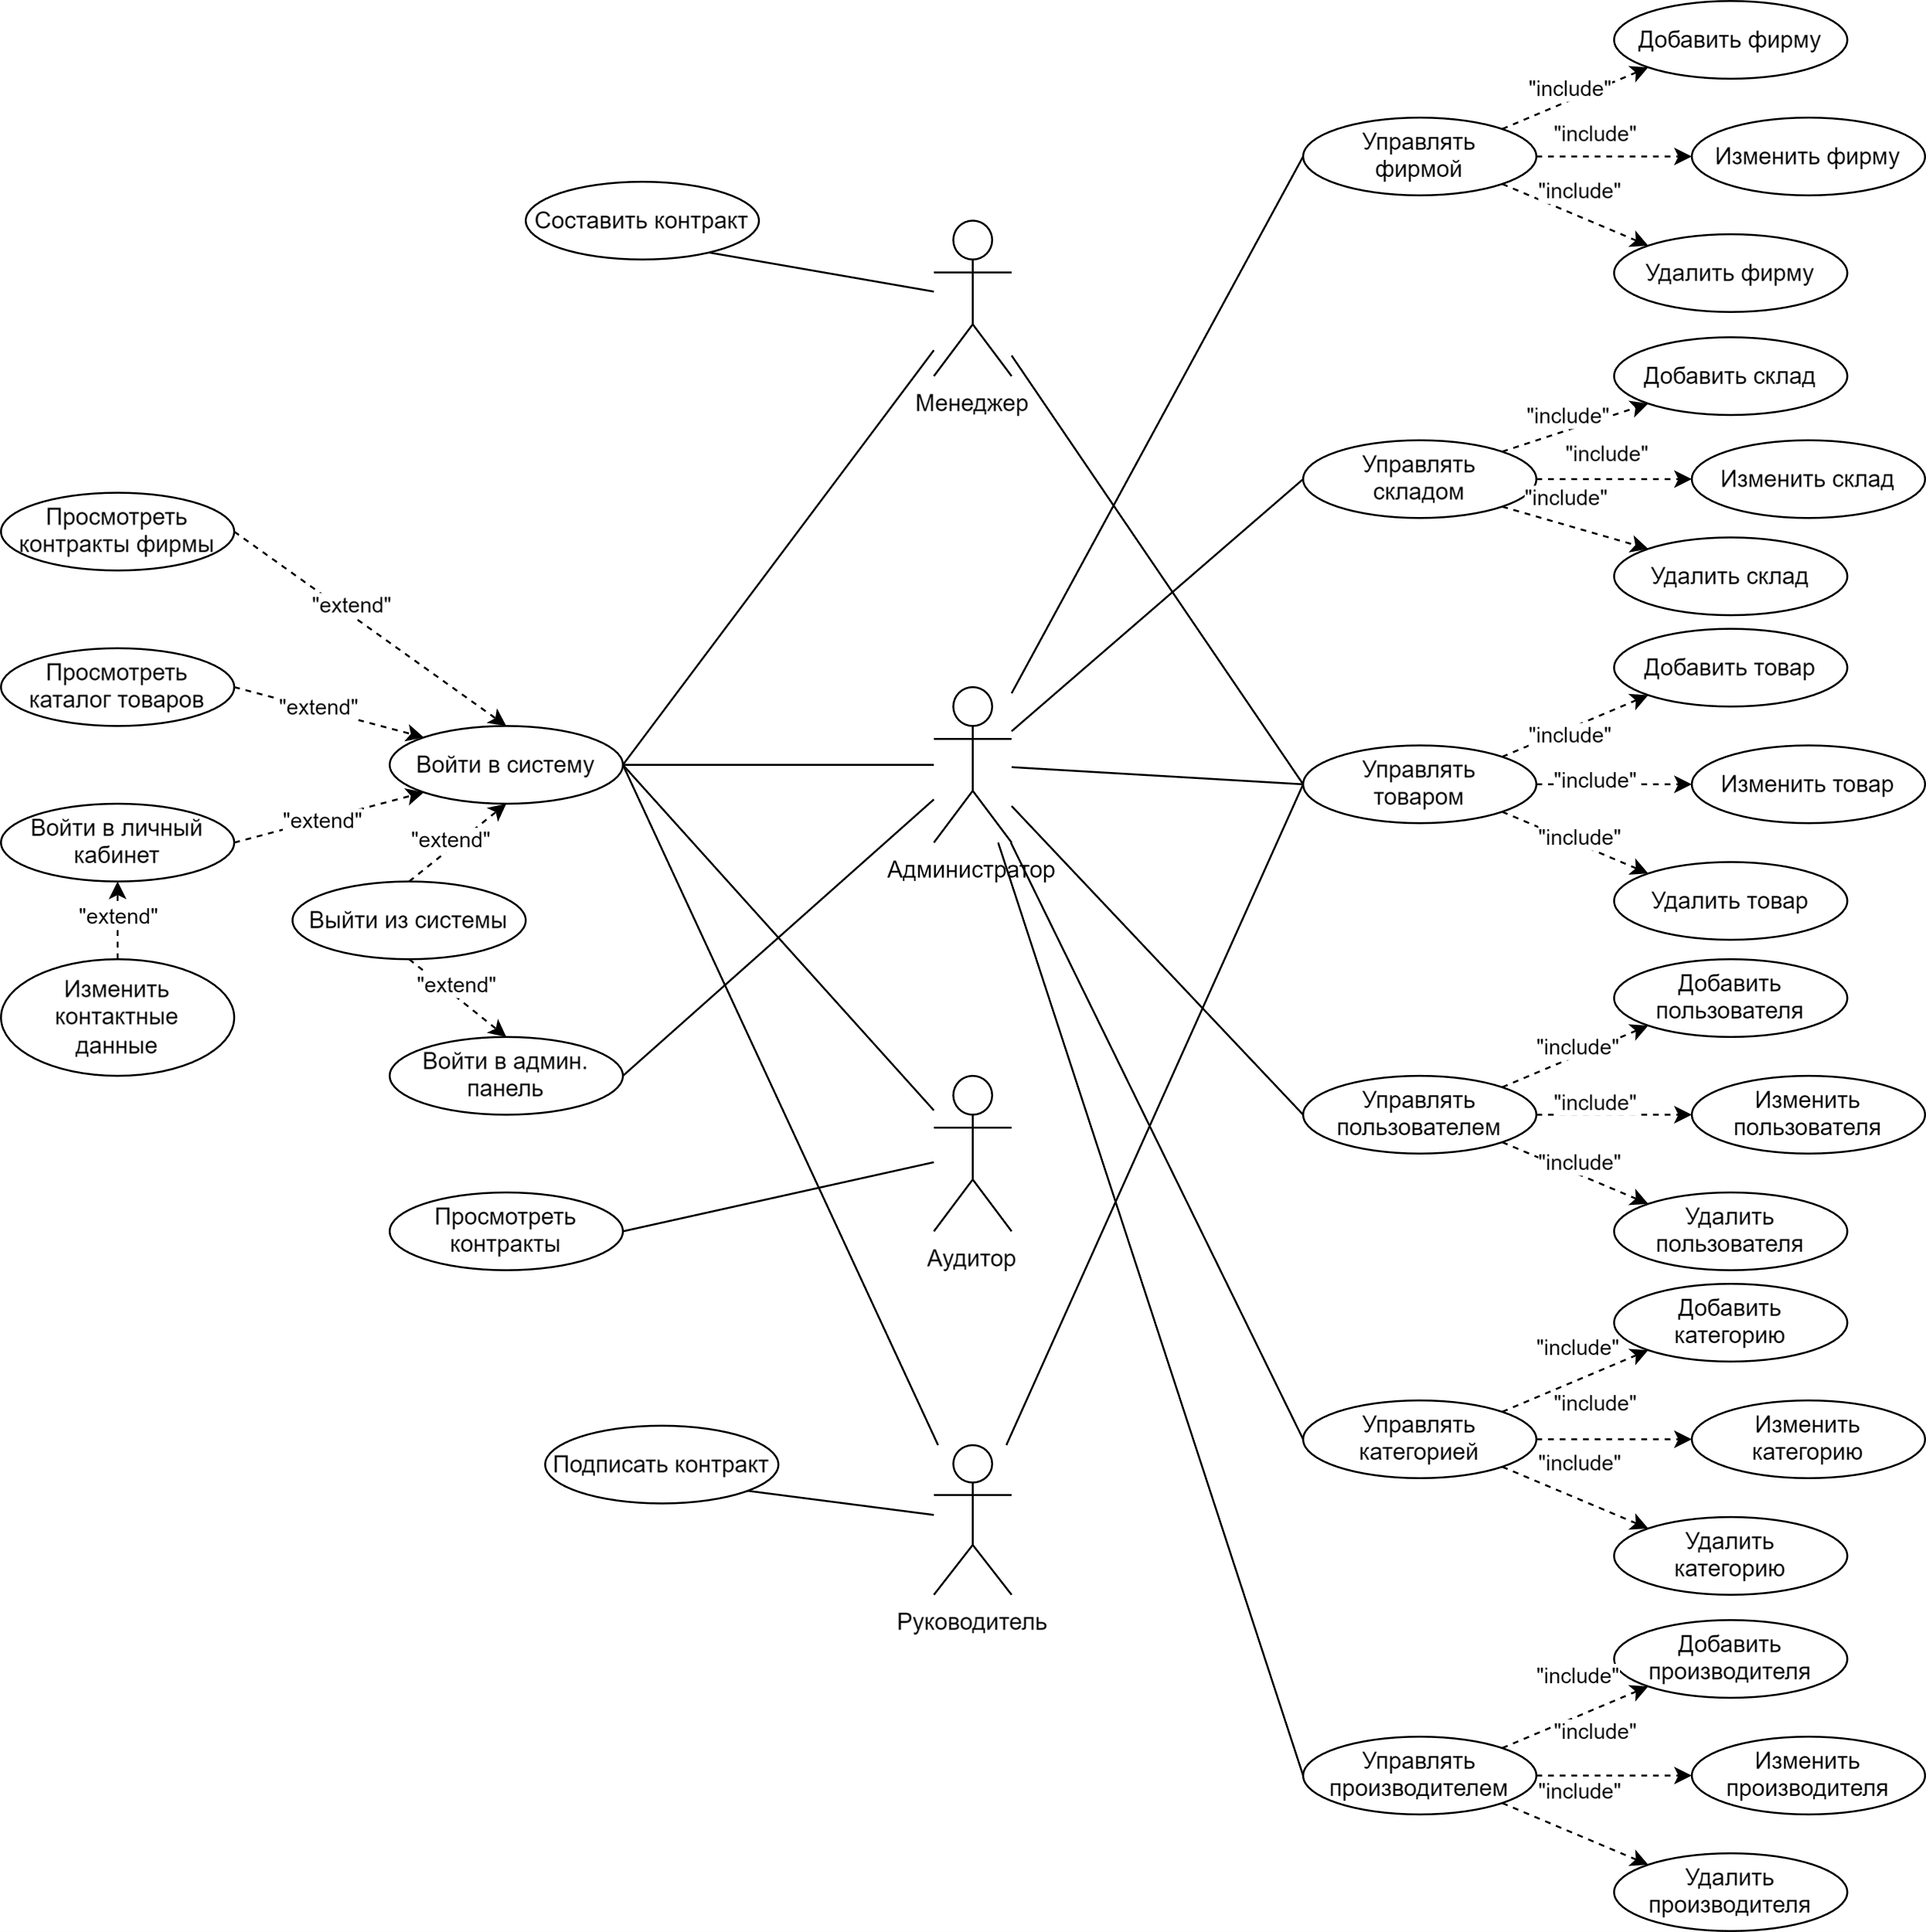 Добавить фирму
"include"
Управлять
фирмой
"include"
Изменить фирму
"include"
Удалить фирму
Составить контракт
Менеджер
Добавить склад
"include"
Управлять
складом
"include"
Изменить склад
"include"
Удалить склад
Просмотреть
контракты фирмы
"extend"
Просмотреть
каталог товаров
"extend"
Войти в систему
Войти в личный
кабинет
"extend"
"extend"
Выйти из системы
"extend"
Изменить
контактные
данные
"extend"
Войти в админ.
панель
Администратор
Добавить товар
"include"
Управлять
товаром
"include"
Изменить товар
"include"
Удалить товар
Добавить
пользователя
"include"
Управлять
пользователем
"include"
Изменить
пользователя
"include"
Удалить
пользователя
Просмотреть
контракты
Аудитор
Добавить
категорию
"include"
Управлять
категорией
"include"
Изменить
категорию
"include"
Удалить
категорию
Подписать контракт
Руководитель
Добавить
производителя
"include"
Управлять
производителем
"include"
Изменить
производителя
"include"
Удалить
производителя